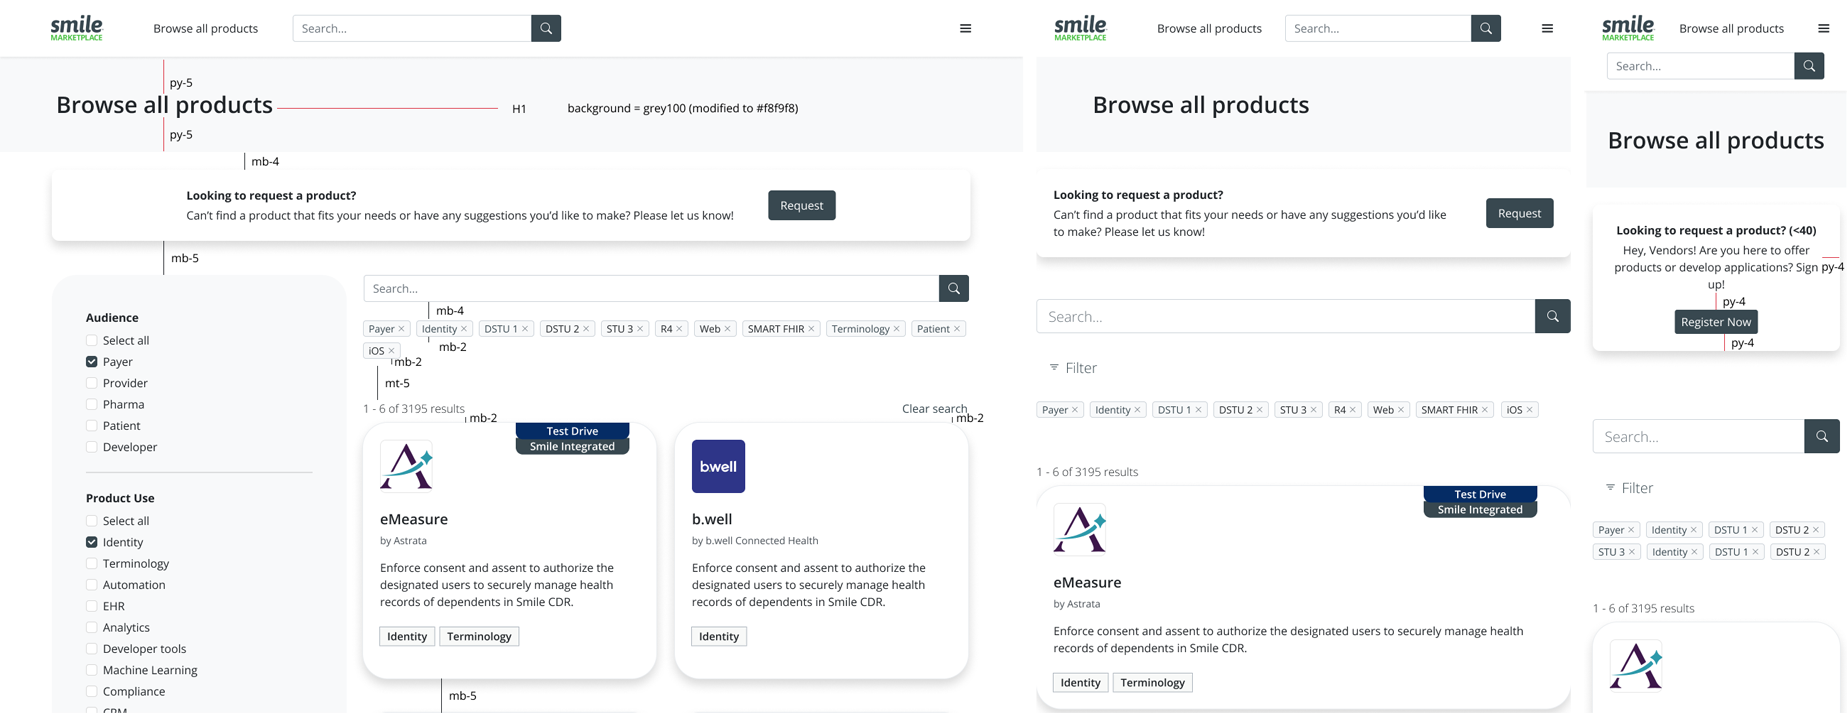 smile
MARKETPLACE
Browse all products
Search...
py-5
Browse all products
H1
background = grey100 (modified to #f8f9f8)
py-5
mb-4
Looking to request a product?
Can't find a product that fits your needs or have any suggestions you'd like to make? Please let us know!
Request
mb-5
Audience
Select all
Payer
Provider
Pharma
Patient
Developer
Product Use
Select all
Identity
Terminology
Automation
EHR
Analytics
Developer tools
Machine Learning
Compliance
CRM
Search...
mb-4
Payer × Identity × DSTU 1 × DSTU 2 × STU 3 × R4 × Web × SMART FHIR × Terminology × Patient ×
iOS ×
mb-2
mb-2
mt-5
1 - 6 of 3195 results
Clear search
mb-2
mb-2
Test Drive
Smile Integrated
eMeasure
by Astrata
Enforce consent and assent to authorize the
designated users to securely manage health
records of dependents in Smile CDR.
Identity Terminology
b.well
b.well
by b.well Connected Health
Enforce consent and assent to authorize the
designated users to securely manage health
records of dependents in Smile CDR.
Identity
mb-5
smile
MARKETPLACE
Browse all products
Search...
Browse all products
Looking to request a product?
Can't find a product that fits your needs or have any suggestions you'd like
to make? Please let us know!
Request
Search...
Filter
Payer × Identity × DSTU 1 × DSTU 2 × STU 3 × R4 × Web × SMART FHIR × iOS ×
1 - 6 of 3195 results
Test Drive
Smile Integrated
eMeasure
by Astrata
Enforce consent and assent to authorize the designated users to securely manage health
records of dependents in Smile CDR.
Identity Terminology
smile
MARKETPLACE
Browse all products
Search...
Browse all products
Looking to request a product? (<40)
Hey, Vendors! Are you here to offer
products or develop applications? Sign
up!
py-4
py-4
Register Now
py-4
Search...
Filter
Payer × Identity × DSTU 1 × DSTU 2 ×
STU 3 × Identity × DSTU 1 × DSTU 2 ×
1 - 6 of 3195 results